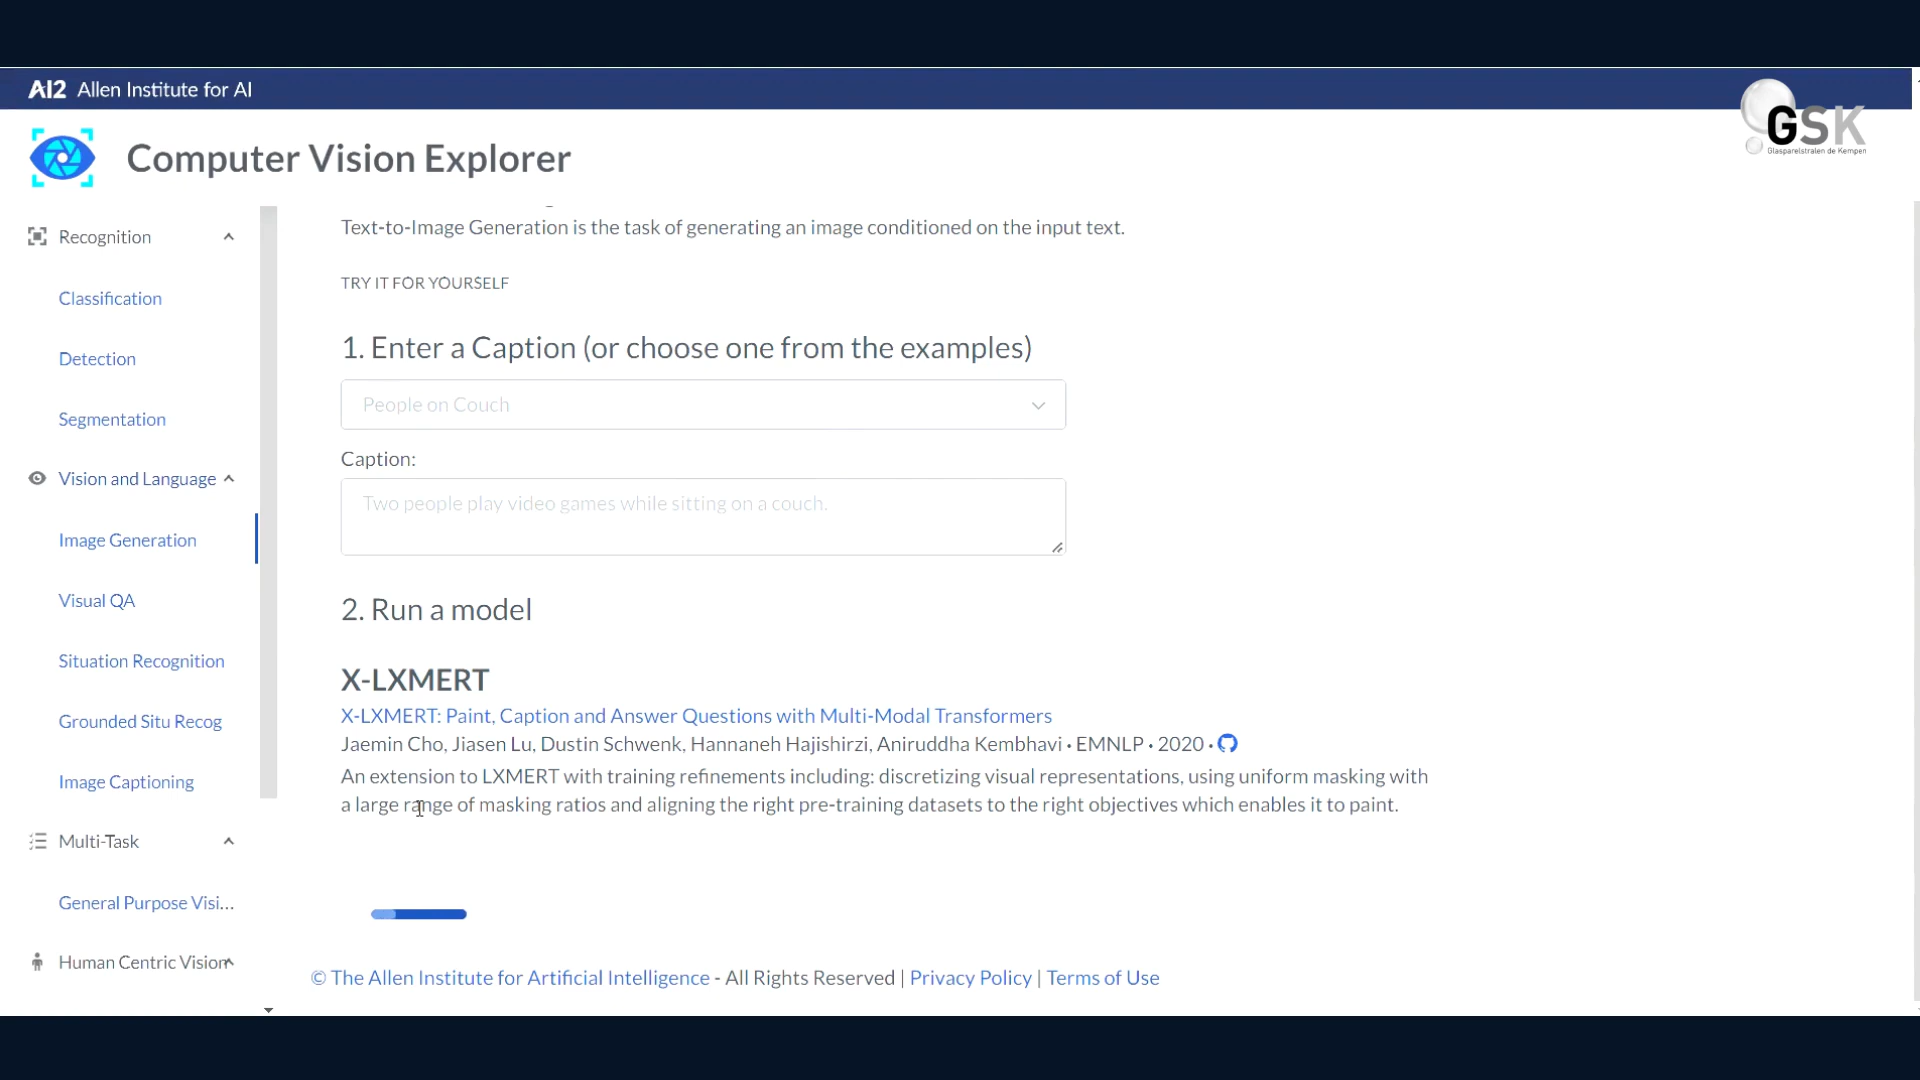 AI2 Allen Institute for AI
GSK
Glasparelstralen de Kempen
Computer Vision Explorer
Recognition
Classification
Detection
Segmentation
Vision and Language
Image Generation
Visual QA
Situation Recognition
Grounded Situ Recog
Image Captioning
Multi-Task
General Purpose Visi...
Human Centric Vision
Text-to-Image Generation is the task of generating an image conditioned on the input text.
TRY IT FOR YOURSELF
1. Enter a Caption (or choose one from the examples)
People on Couch
Caption:
Two people play video games while sitting on a couch.
2. Run a model
X-LXMERT
X-LXMERT: Paint, Caption and Answer Questions with Multi-Modal Transformers
Jaemin Cho, Jiasen Lu, Dustin Schwenk, Hannaneh Hajishirzi, Aniruddha Kembhavi • EMNLP • 2020 •
An extension to LXMERT with training refinements including: discretizing visual representations, using uniform masking with
a large range of masking ratios and aligning the right pre-training datasets to the right objectives which enables it to paint.
© The Allen Institute for Artificial Intelligence - All Rights Reserved | Privacy Policy | Terms of Use